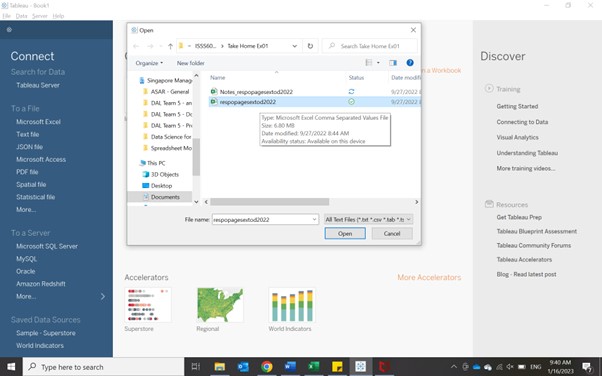 Tableau - Book1
File Data Server Help
Connect
Search for Data
Tableau Server
To a File
Microsoft Excel
Text file
JSON file
Microsoft Access
PDF file
Spatial file
Statistical file
More...
To a Server
Microsoft SQL Server
MySQL
Oracle
Amazon Redshift
More...
Saved Data Sources
Sample - Superstore
World Indicators
Open
ISSS60... Take Home Ex01
Search Take Home Ex01
Organize New folder
Singapore Manag
ASAR - General
DAL Team 5 - an
DAL Team 5 - Do
DAL Team 5 - Pro
Data Science for
Spreadsheet Mo
This PC
3D Objects
Desktop
Documents
Name Status Date modified
Notes_respopagesextod2022 9/27/2022 8:4
respopagesextod2022 9/27/2022 8:4
Type: Microsoft Excel Comma Separated Values File
Size: 6.80 MB
Date modified: 9/27/2022 8:44 AM
Availability status: Available on this device
File name: respopagesextod2022 All Text Files (*.txt *.csv *.tab *.ts
Open Cancel
n a Workbook
Accelerators More Accelerators
Superstore Regional World Indicators
Discover
Training
Getting Started
Connecting to Data
Visual Analytics
Understanding Tableau
More training videos...
Resources
Get Tableau Prep
Tableau Blueprint Assessment
Tableau Community Forums
Tableau Accelerators
Blog - Read latest post
Type here to search
ENG
9:40 AM
1/16/2023